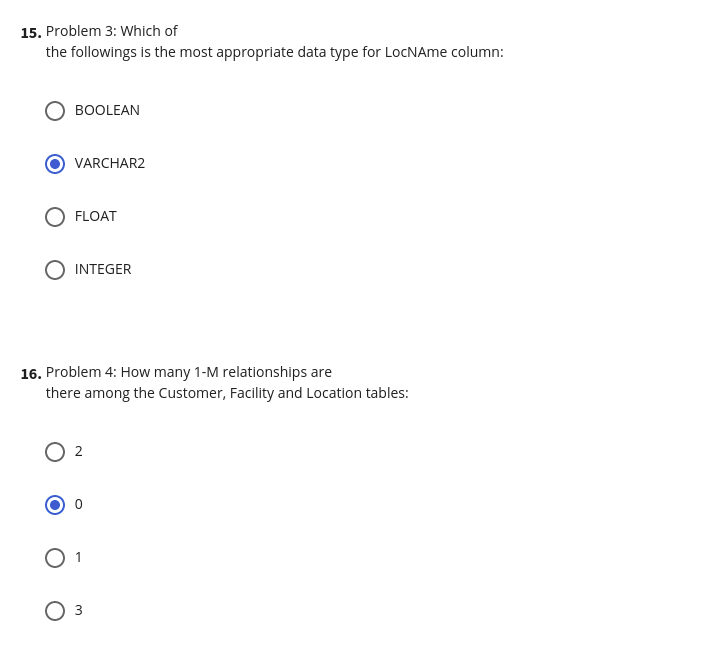 15. Problem 3: Which of
the followings is the most appropriate data type for LocNAme column:
BOOLEAN
VARCHAR2
FLOAT
INTEGER
16. Problem 4: How many 1-M relationships are
there among the Customer, Facility and Location tables:
2
0
1
3